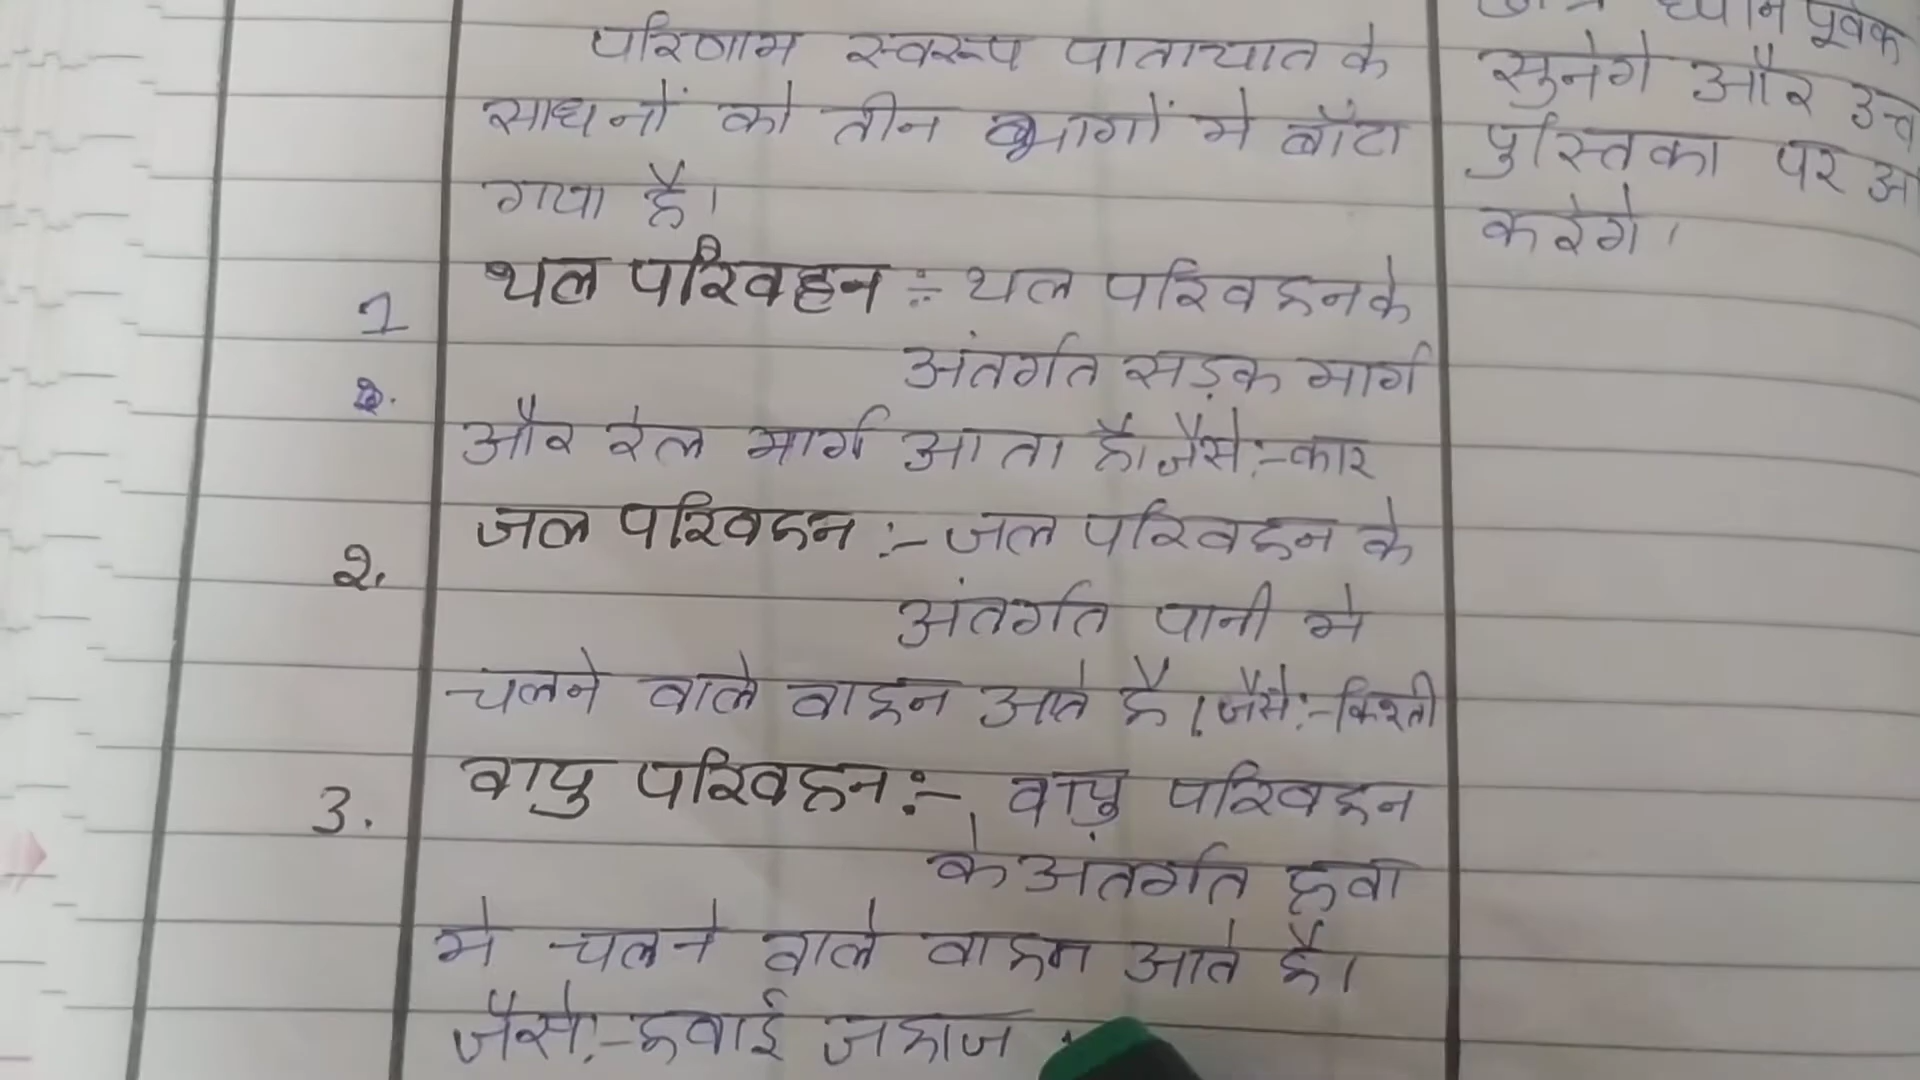 परिणाम स्वरूप यातायात के
साधनों को तीन भागों मे बाँटा
गया है।
1 थल परिवहन :- थल परिवहन के
अंतर्गत सड़क मार्ग
2.
और रेल मार्ग आता है। जैसे:- कार
2. जल परिवहन :- जल परिवहन के
अंतर्गत पानी मे
चलने वाले वाहन आते है। जैसे:- किश्ती
3. वायु परिवहन :- वायु परिवहन
के अंतर्गत हवा
मे चलने वाले वाहन आते है।
जैसे:- हवाई जहाज
ध्यान पूर्वक
सुनेगे और
पुस्तिका पर
करेगे।